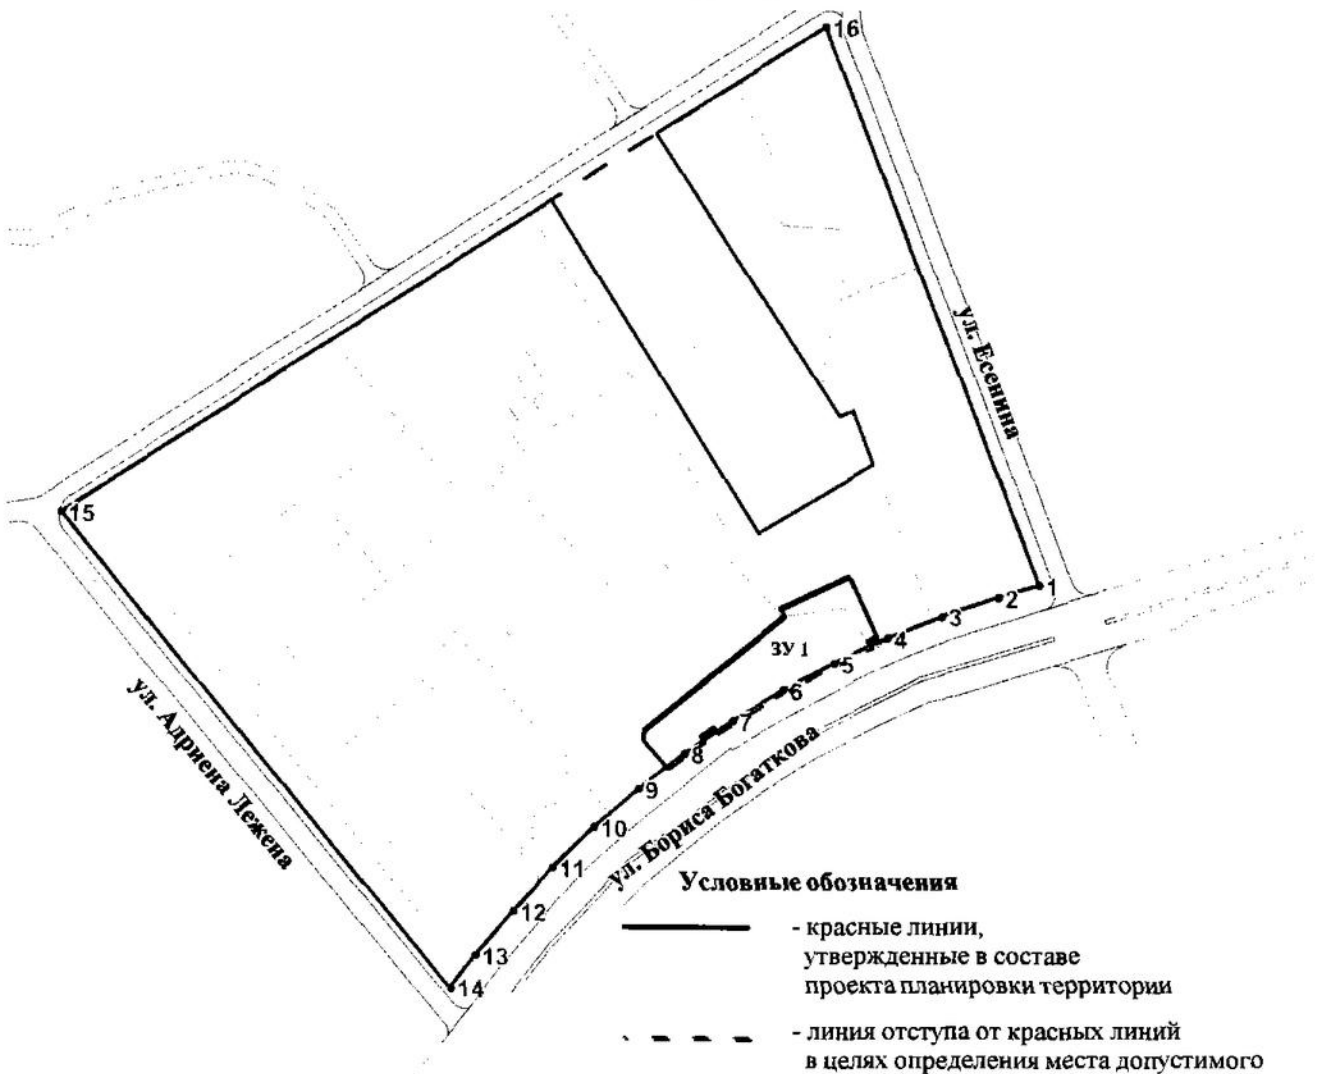 16
ул. Есенина
15
1
2
3
4
ЗУ 1
5
6
7
8
9
10
11
12
13
14
ул. Адриена Лежена
ул. Бориса Богаткова
Условные обозначения
- красные линии,
утвержденные в составе
проекта планировки территории
- линия отступа от красных линий
в целях определения места допустимого